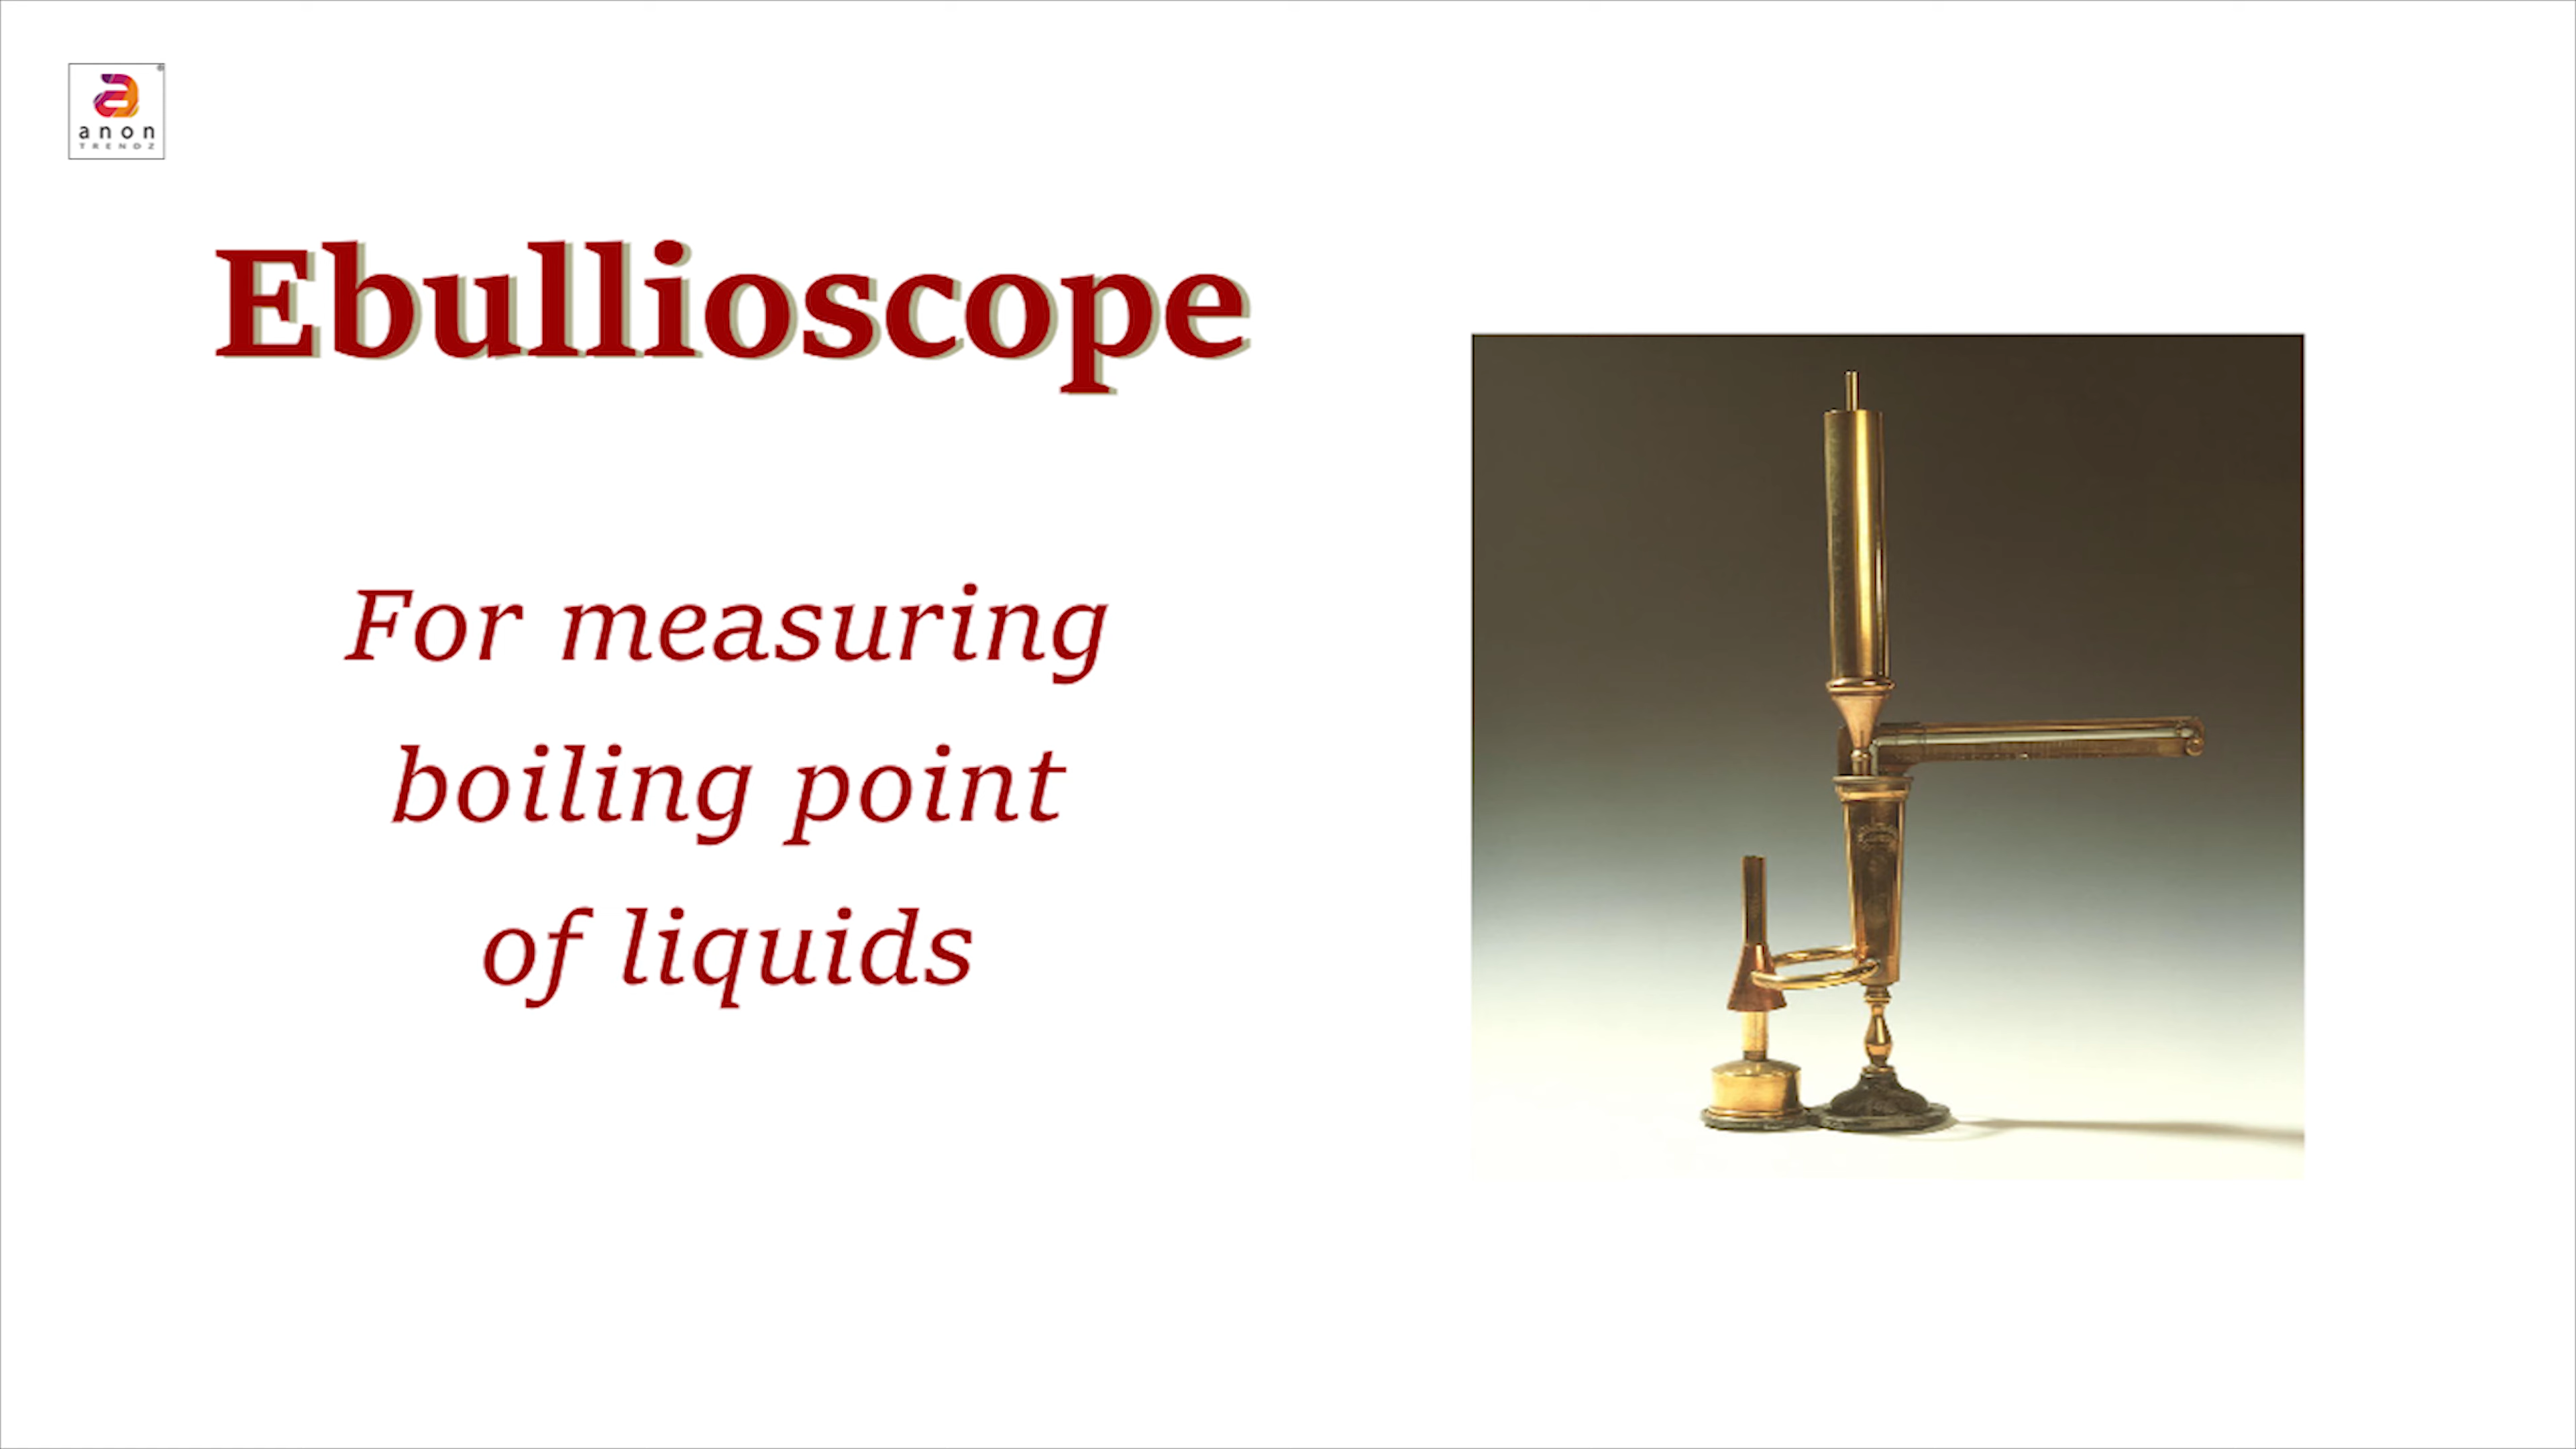 anon
TRENDZ
Ebullioscope
For measuring
boiling point
of liquids